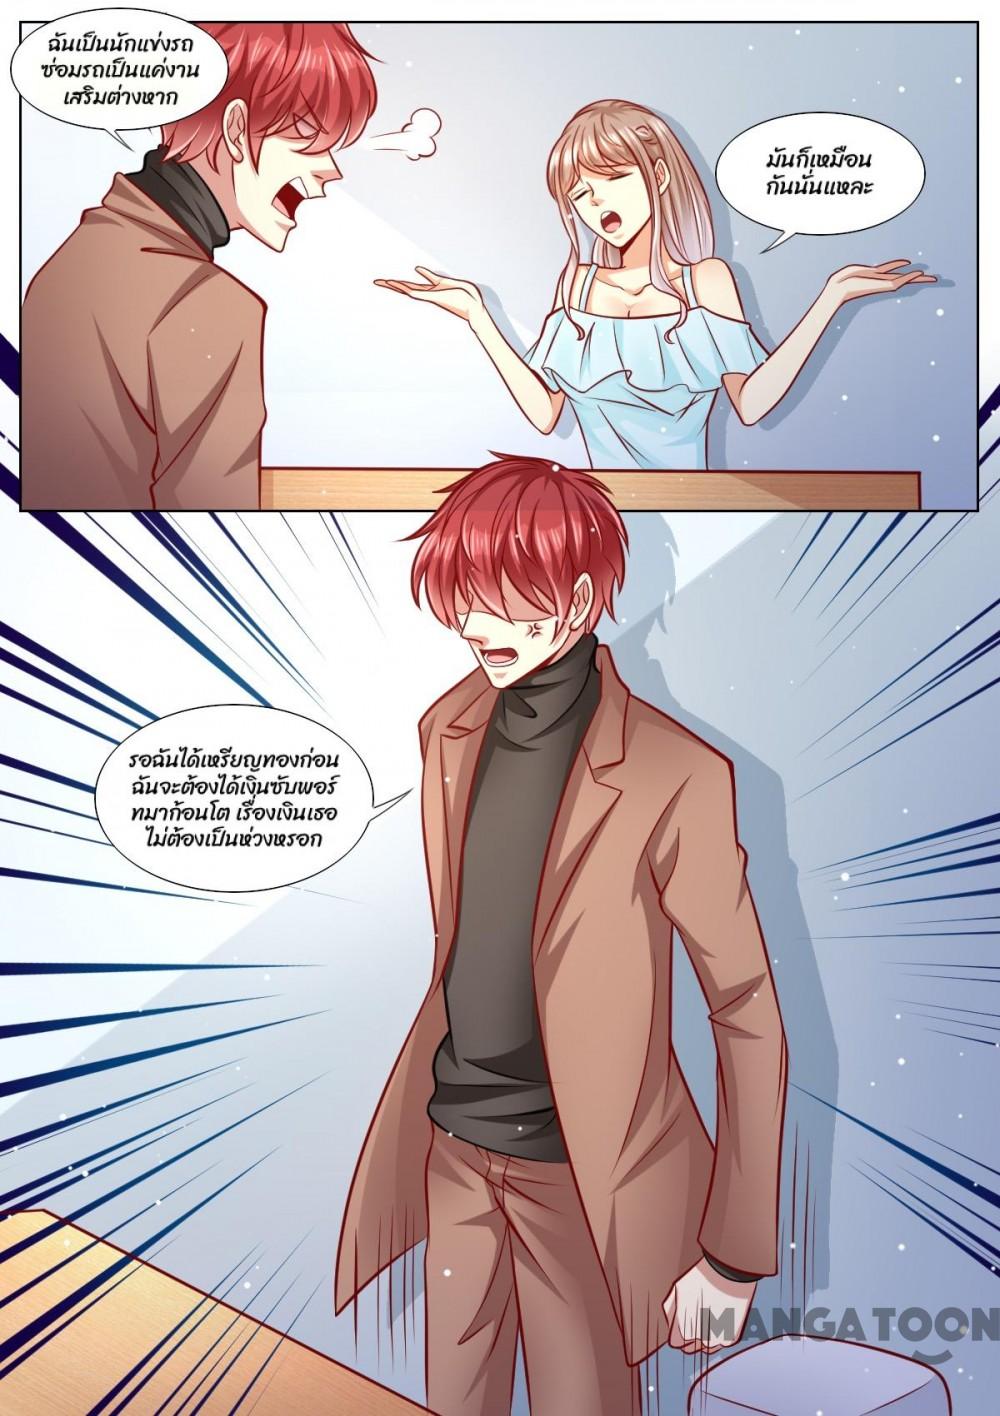 ฉันเป็นนักแข่งรถ
ซ่อมรถเป็นแค่งาน
เสริมต่างหาก
มันก็เหมือน
กันนั่นแหละ
รอฉันได้เหรียญทองก่อน
ฉันจะต้องได้เงินซับพอร์
ทมาก้อนโต เรื่องเงินเธอ
ไม่ต้องเป็นห่วงหรอก
MANGATOON